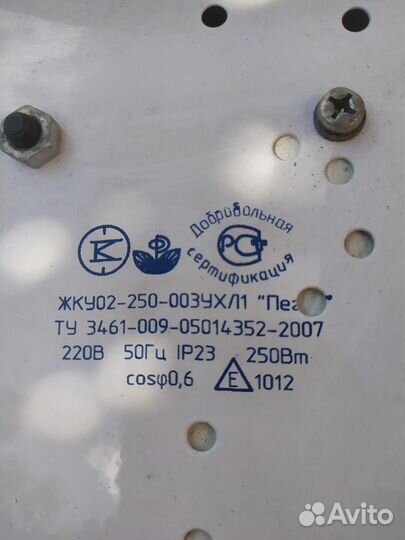 Добровольная
РСТ
сертификация
ЖКУ02-250-003УХЛ1
ТУ 3461-009-05014352-2007
220В 50Гц IP23 250Вт
cosφ0,6 E 1012
Avito